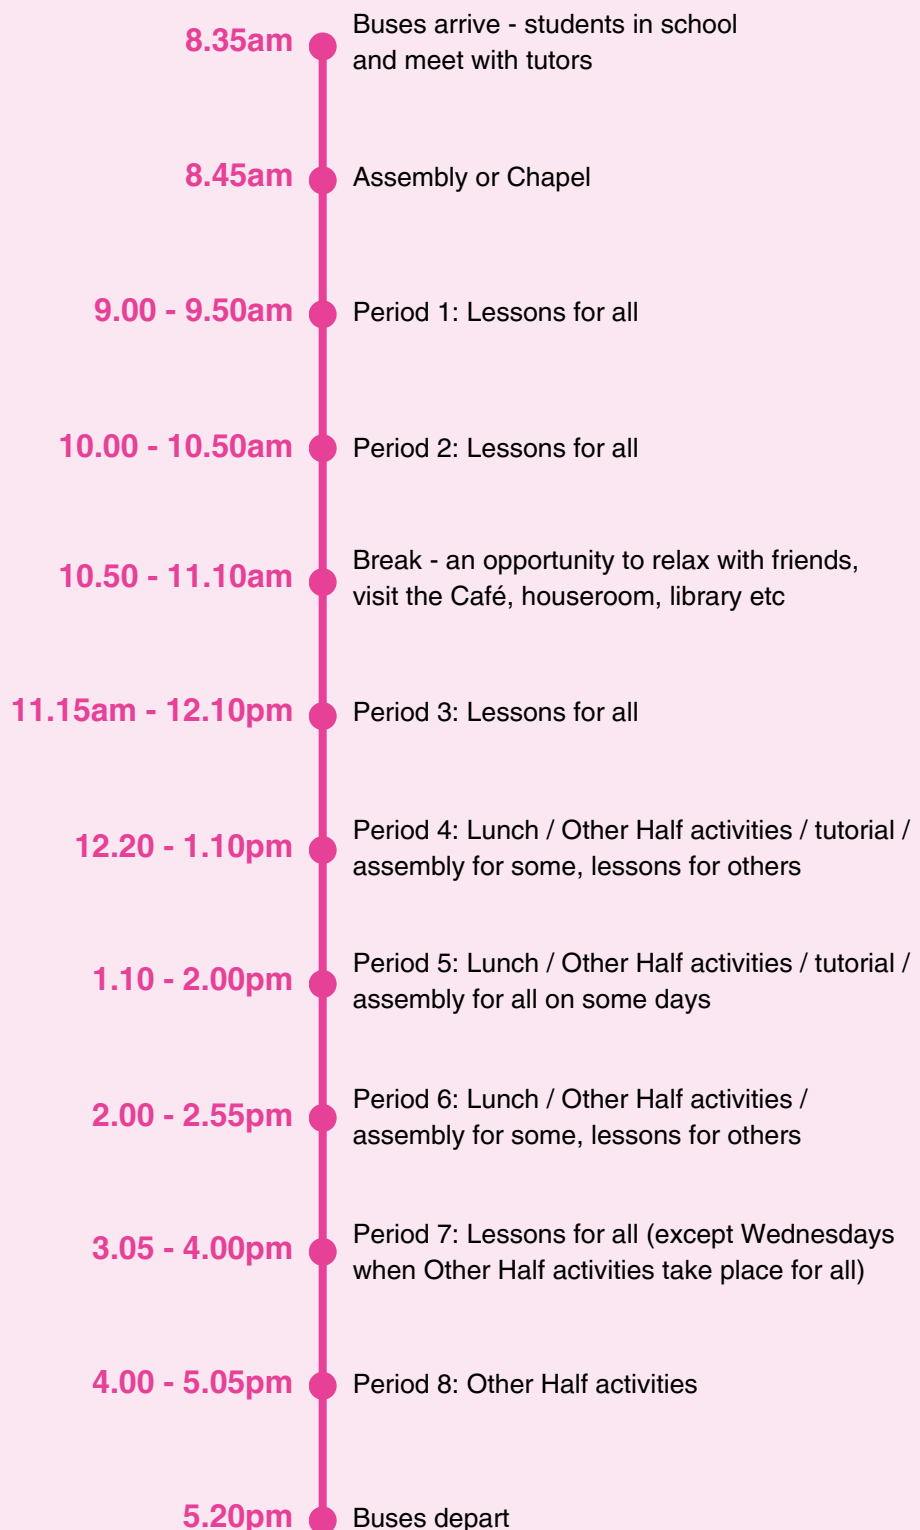 8.35am
Buses arrive - students in school
and meet with tutors
8.45am
Assembly or Chapel
9.00 - 9.50am
Period 1: Lessons for all
10.00 - 10.50am
Period 2: Lessons for all
10.50 - 11.10am
Break - an opportunity to relax with friends,
visit the Café, houseroom, library etc
11.15am - 12.10pm
Period 3: Lessons for all
12.20 - 1.10pm
Period 4: Lunch / Other Half activities / tutorial /
assembly for some, lessons for others
1.10 - 2.00pm
Period 5: Lunch / Other Half activities / tutorial /
assembly for all on some days
2.00 - 2.55pm
Period 6: Lunch / Other Half activities /
assembly for some, lessons for others
3.05 - 4.00pm
Period 7: Lessons for all (except Wednesdays
when Other Half activities take place for all)
4.00 - 5.05pm
Period 8: Other Half activities
5.20pm
Buses depart